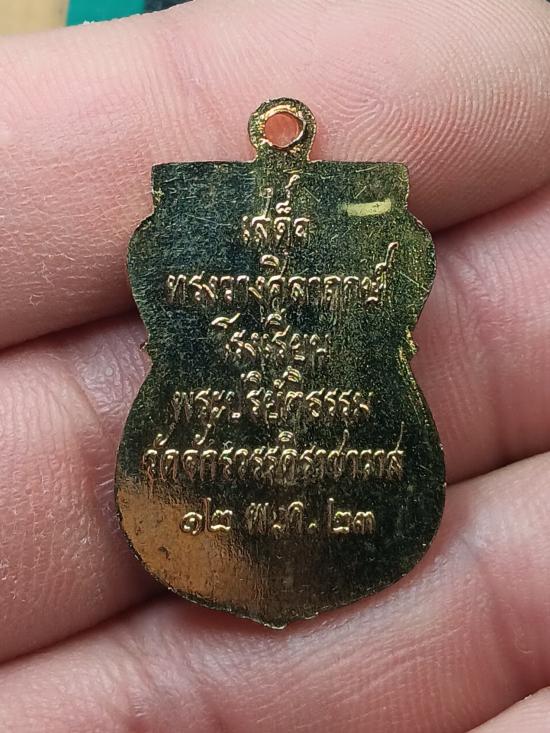 เสด็จ
ทรงวางศิลาฤกษ์
โรงเรียน
พระปริยัติธรรม
วัดจักรวรรดิราชาวาส
๑๒ พ.ค. ๒๓